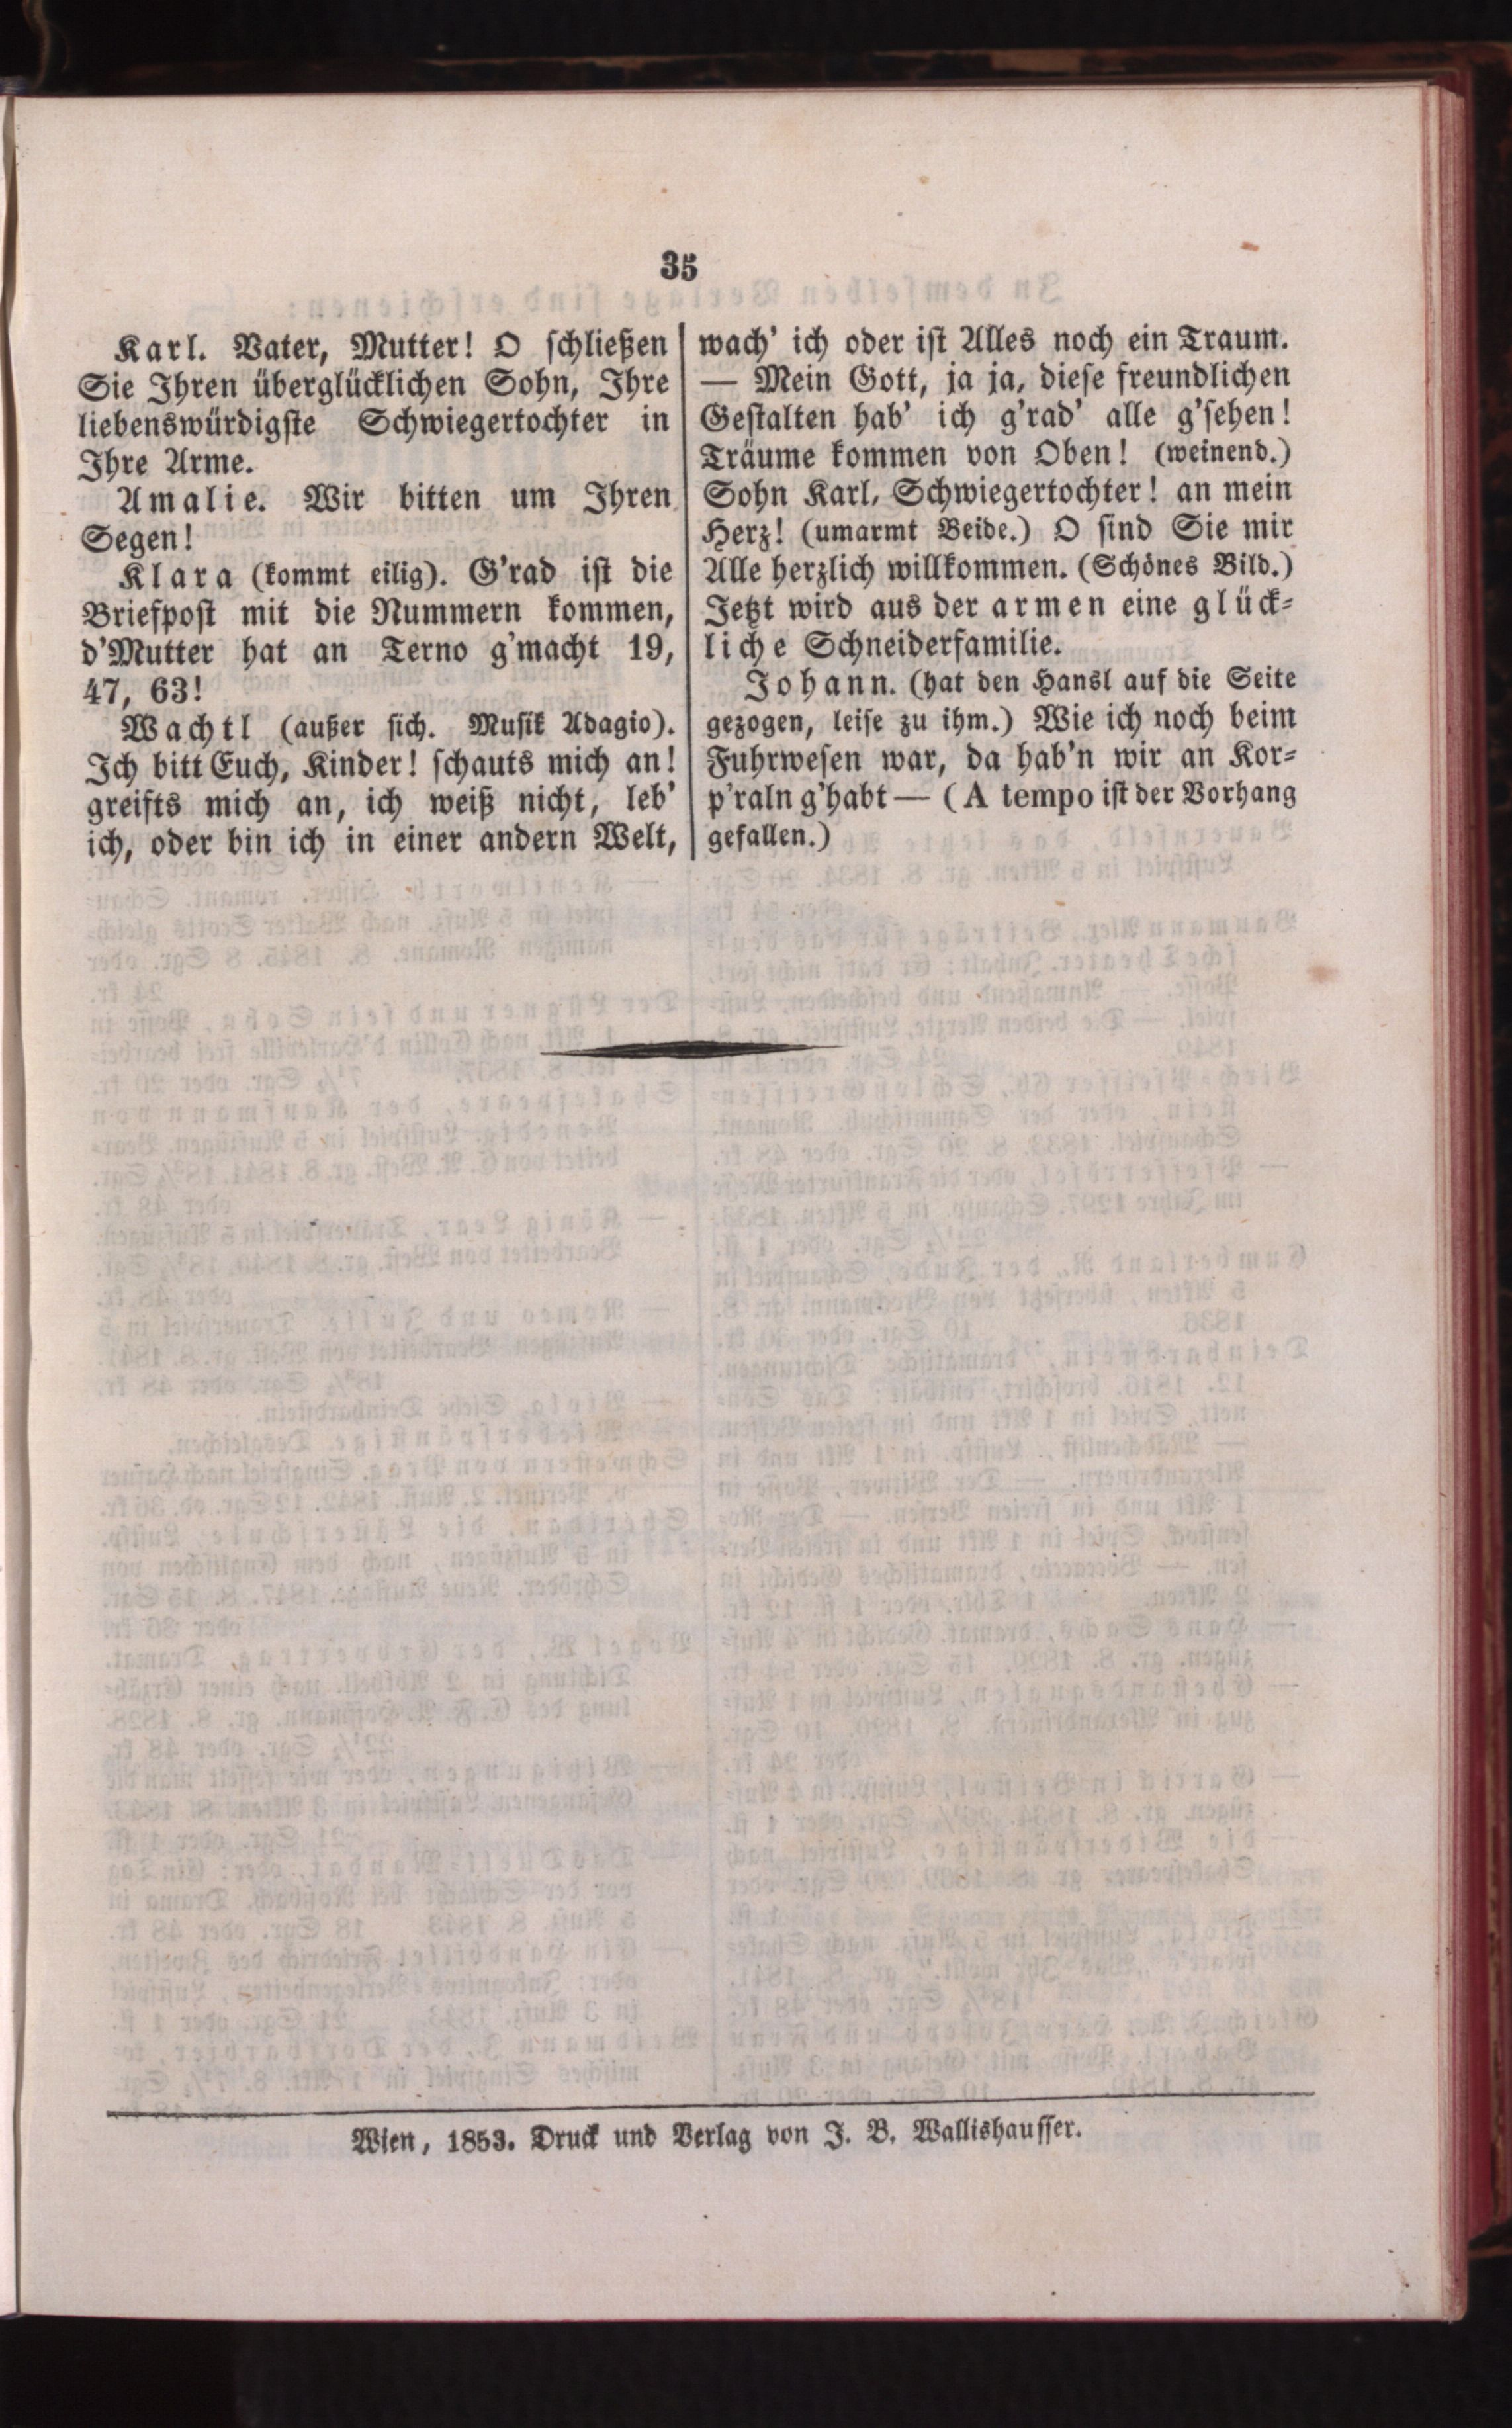 35
Karl. Vater, Mutter! O schließen
Sie Ihren überglücklichen Sohn, Ihre
liebenswürdigste Schwiegertochter in
Ihre Arme.
Amalie. Wir bitten um Ihren
Segen!
Klara (kommt eilig). G'rad ist die
Briefpost mit die Nummern kommen,
d'Mutter hat an Terno g'macht 19,
47, 63!
Wachtl (außer sich. Musik Adagio).
Ich bitt Euch, Kinder! schauts mich an!
greifts mich an, ich weiß nicht, leb'
ich, oder bin ich in einer andern Welt,
wach' ich oder ist Alles noch ein Traum.
— Mein Gott, ja ja, diese freundlichen
Gestalten hab' ich g'rad' alle g'sehen!
Träume kommen von Oben! (weinend.)
Sohn Karl, Schwiegertochter! an mein
Herz! (umarmt Beide.) O sind Sie mir
Alle herzlich willkommen. (Schönes Bild.)
Jetzt wird aus der armen eine glück-
liche Schneiderfamilie.
Johann. (hat den Hansl auf die Seite
gezogen, leise zu ihm.) Wie ich noch beim
Fuhrwesen war, da hab'n wir an Kor-
p'raln g'habt — (A tempo ist der Vorhang
gefallen.)
Wien, 1853. Druck und Verlag von J. B. Wallishausser.